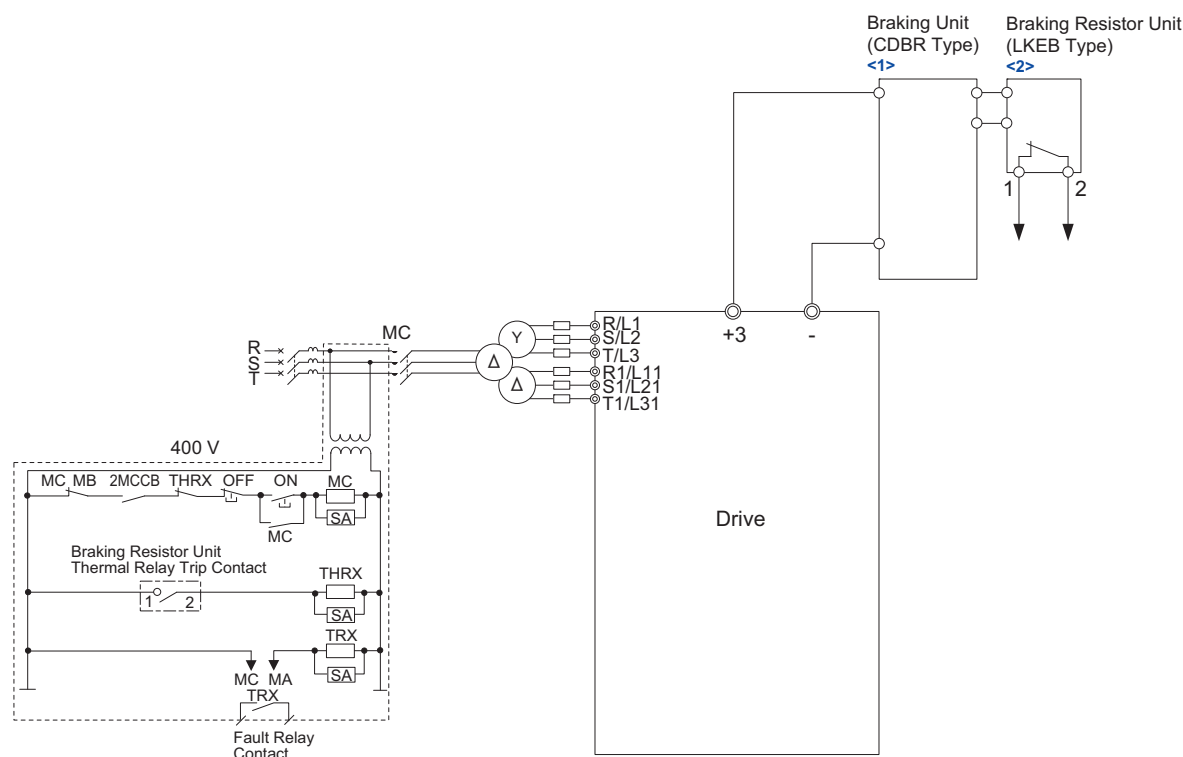 Braking Unit
(CDBR Type)
<1>
Braking Resistor Unit
(LKEB Type)
<2>
1 2
MC
R
S
T
Y
Δ
Δ
R/L1
S/L2
T/L3
R1/L11
S1/L21
T1/L31
+3 -
Drive
400 V
MC MB 2MCCB THRX OFF ON MC
SA
MC
Braking Resistor Unit
Thermal Relay Trip Contact
1 2
THRX
SA
TRX
SA
MC MA
TRX
Fault Relay
Contact